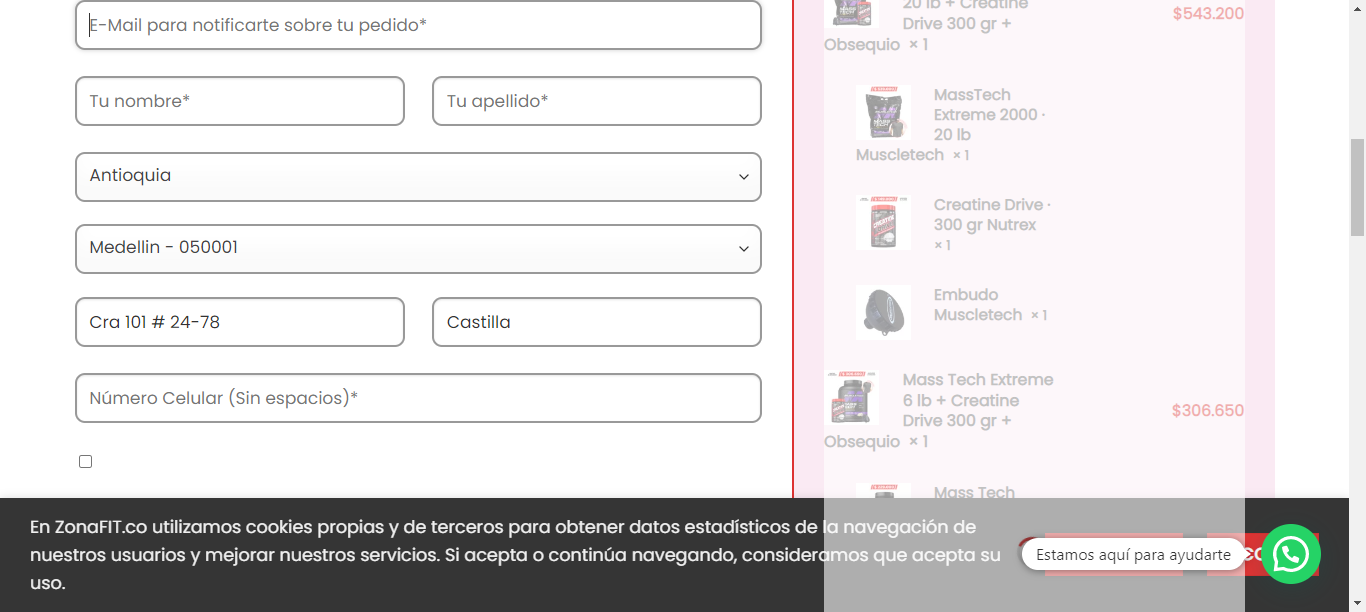 E-Mail para notificarte sobre tu pedido*
Tu nombre*
Tu apellido*
Antioquia
Medellin - 050001
Cra 101 # 24-78
Castilla
Número Celular (Sin espacios)*
20 lb + Creatine
Drive 300 gr +
Obsequio × 1
$543.200
MassTech
Extreme 2000 ·
20 lb
Muscletech × 1
Creatine Drive ·
300 gr Nutrex
× 1
Embudo
Muscletech × 1
Mass Tech Extreme
6 lb + Creatine
Drive 300 gr +
Obsequio × 1
$306.650
Mass Tech
En ZonaFIT.co utilizamos cookies propias y de terceros para obtener datos estadísticos de la navegación de
nuestros usuarios y mejorar nuestros servicios. Si acepta o continúa navegando, consideramos que acepta su
uso.
Estamos aquí para ayudarte